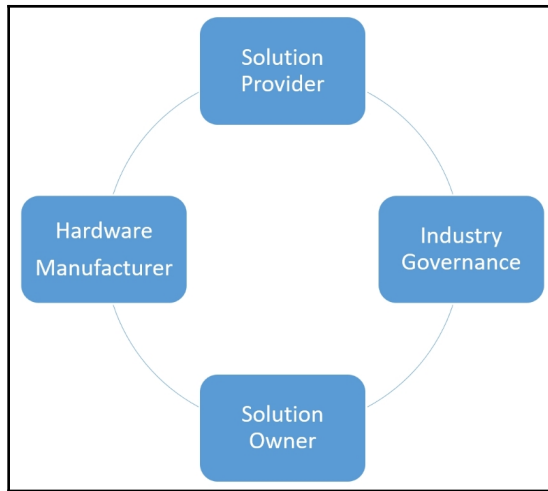 Solution
Provider
Hardware
Manufacturer
Industry
Governance
Solution
Owner